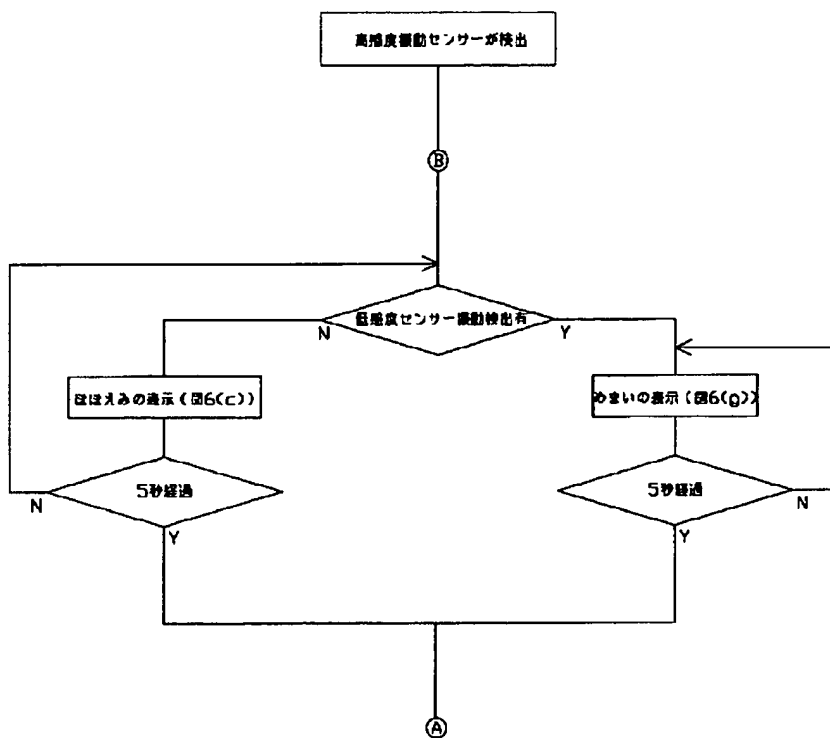 高感度振動センサーが検出
B
低感度センサー振動検出有
N
Y
ほほえみの表示(図6(c))
めまいの表示(図6(g))
5秒経過
5秒経過
N
Y
Y
N
A